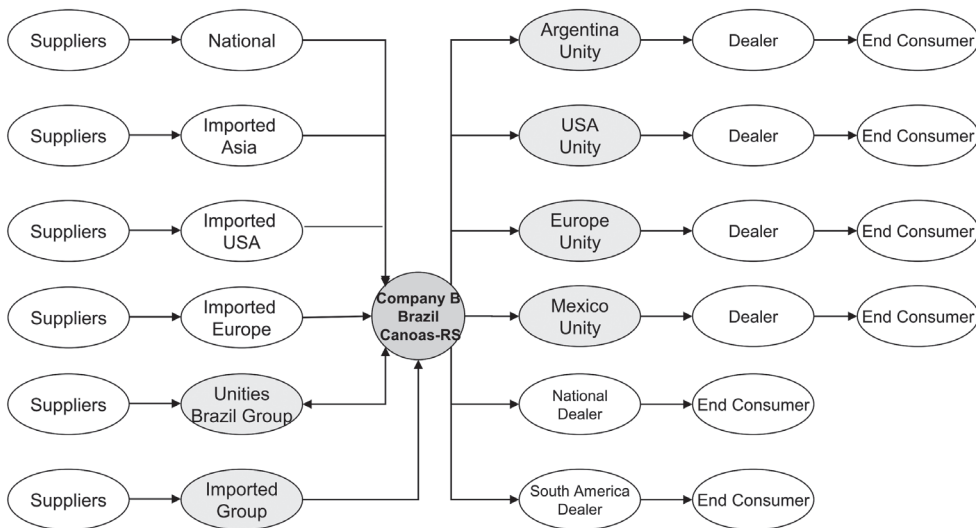 Suppliers
National
Argentina
Unity
Dealer
End Consumer
Suppliers
Imported
Asia
USA
Unity
Dealer
End Consumer
Suppliers
Imported
USA
Europe
Unity
Dealer
End Consumer
Suppliers
Imported
Europe
Company B
Brazil
Canoas-RS
Mexico
Unity
Dealer
End Consumer
Suppliers
Unities
Brazil Group
National
Dealer
End Consumer
Suppliers
Imported
Group
South America
Dealer
End Consumer